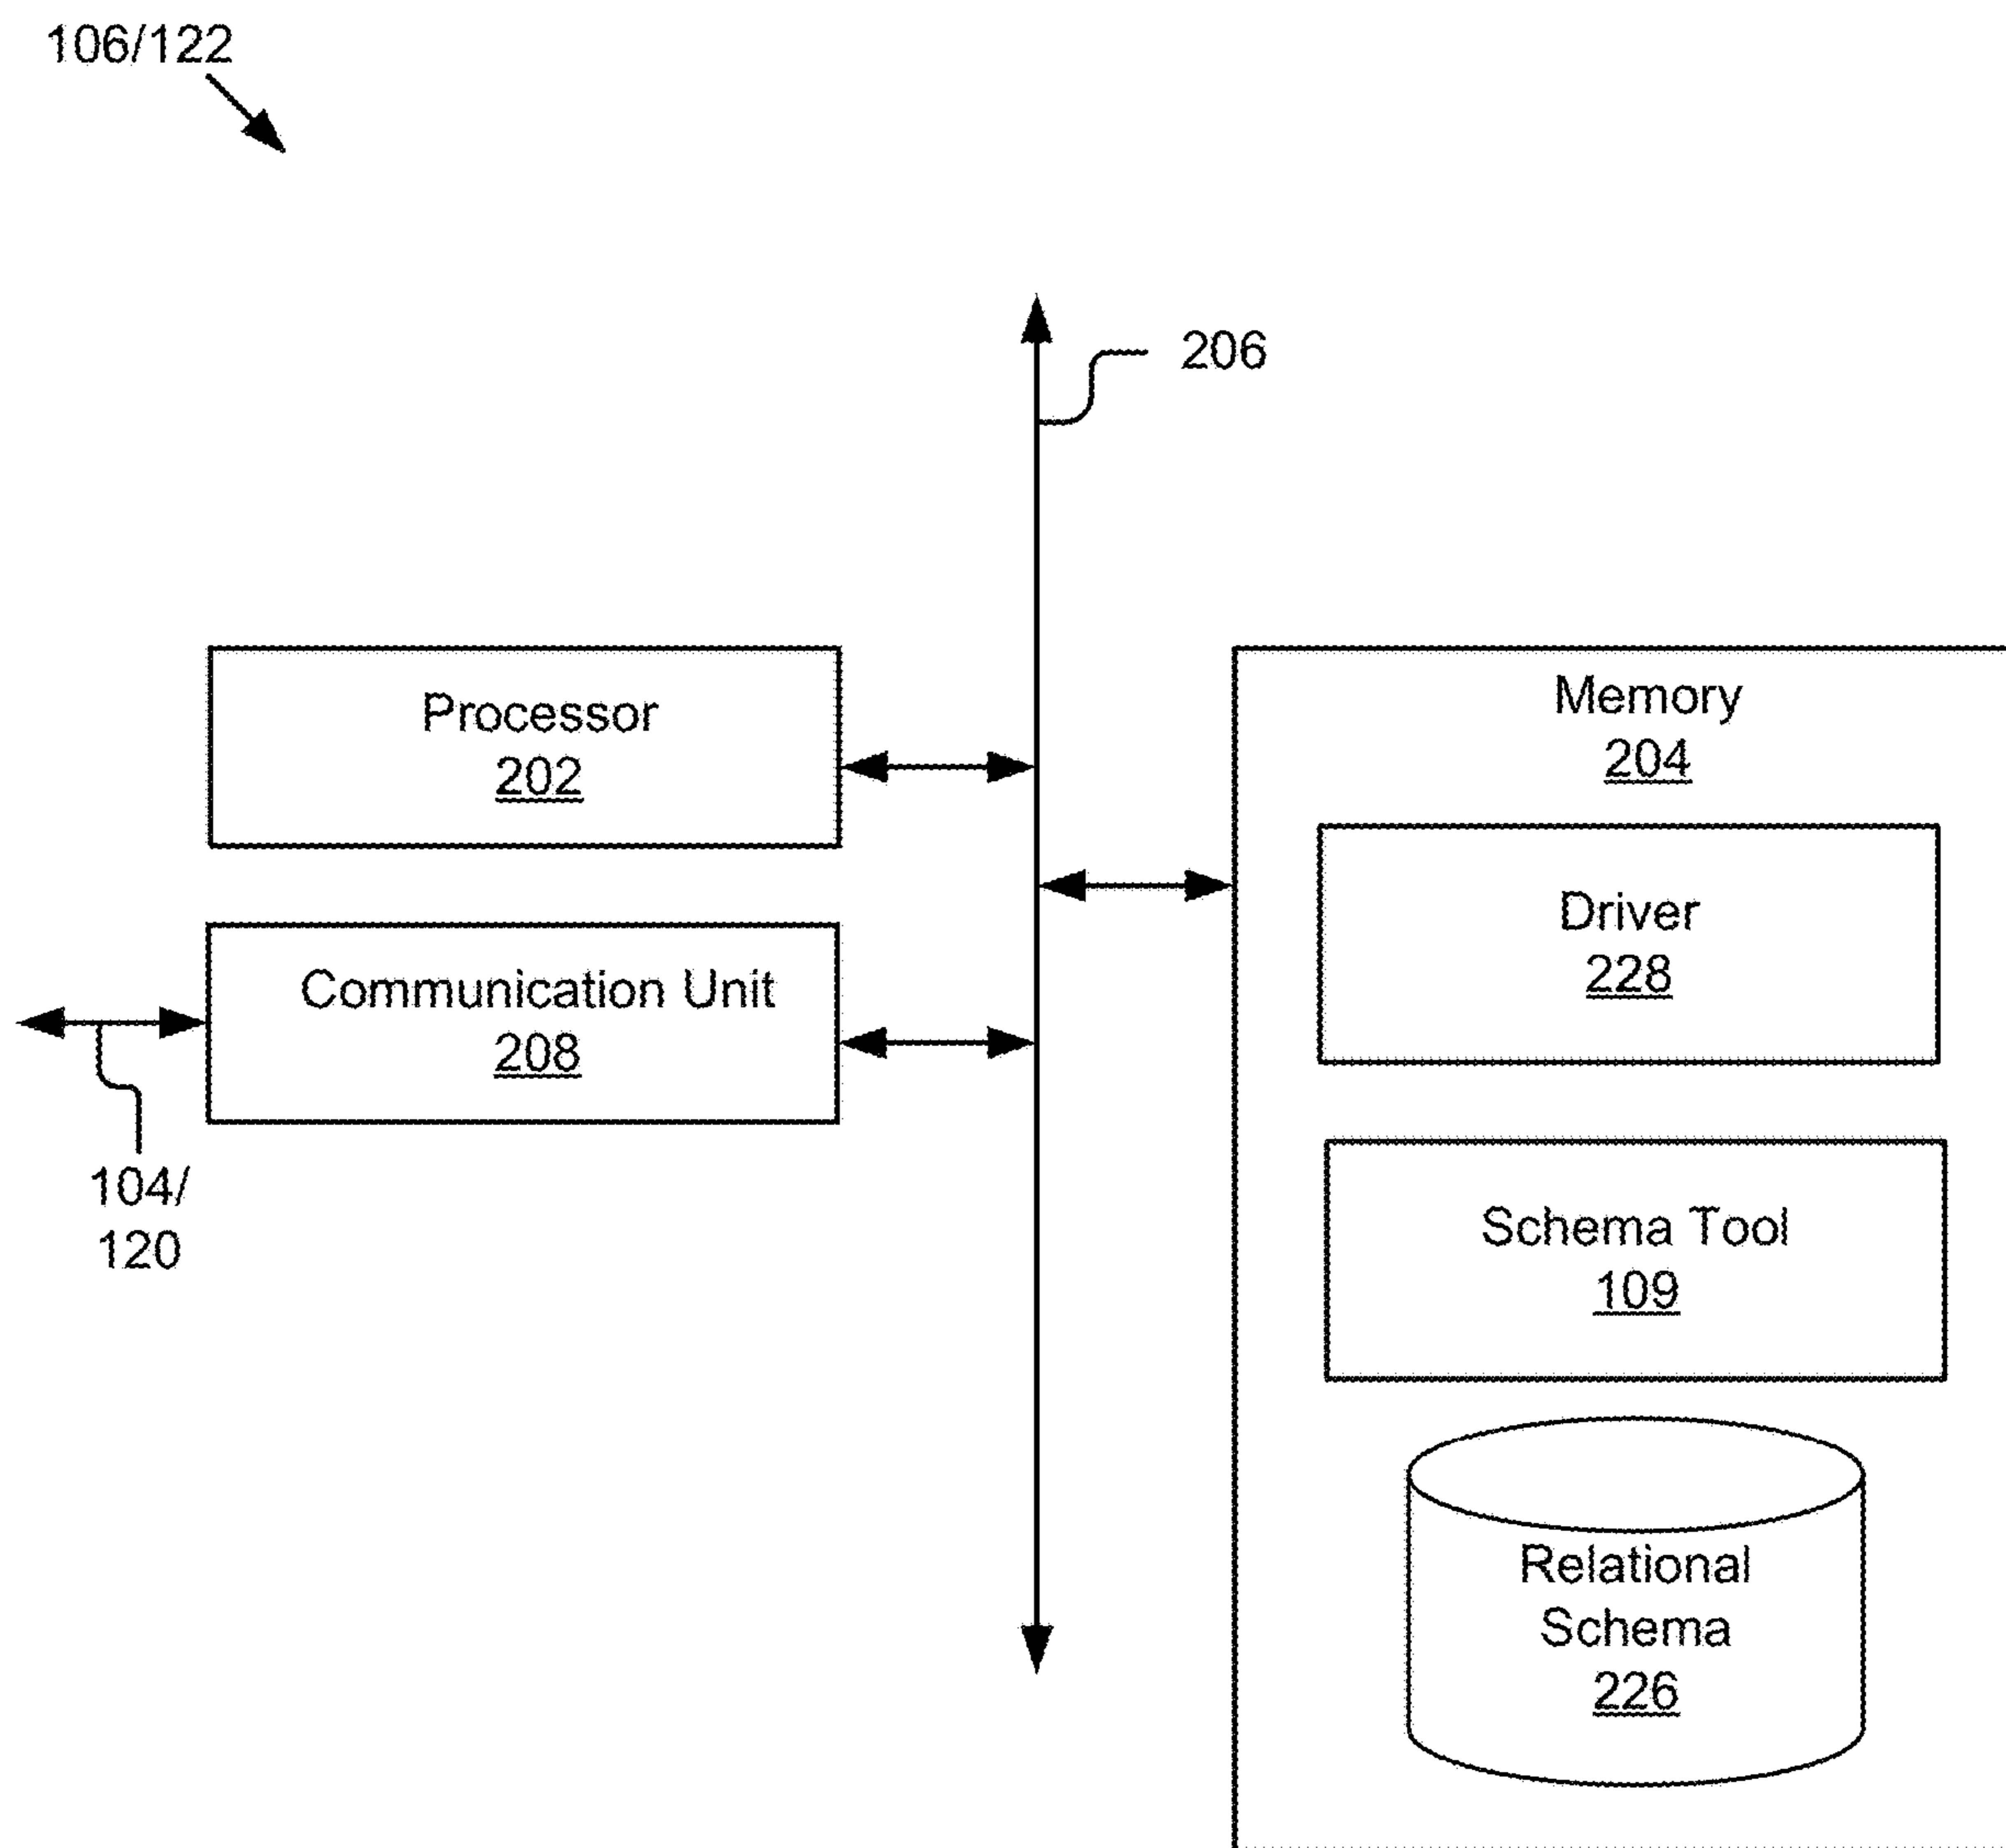 106/122
206
Processor
202
Memory
204
Driver
228
Communication Unit
208
104/
120
Schema Tool
109
Relational
Schema
226